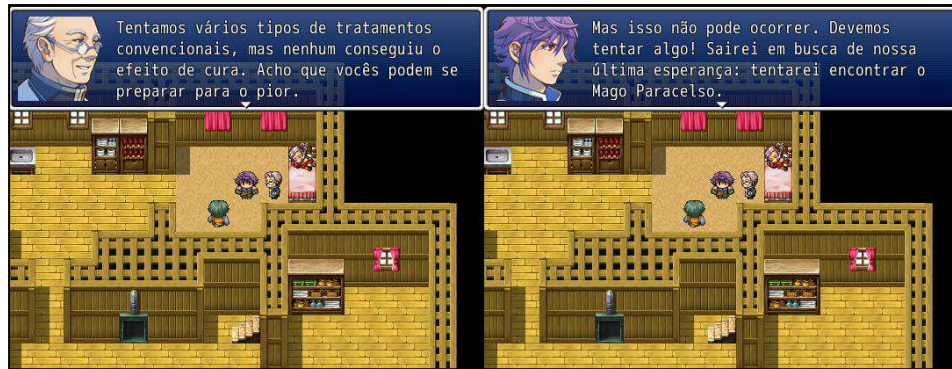 Tentamos vários tipos de tratamentos
convencionais, mas nenhum conseguiu o
efeito de cura. Acho que vocês podem se
preparar para o pior.
Mas isso não pode ocorrer. Devemos
tentar algo! Sairei em busca de nossa
última esperança: tentarei encontrar o
Mago Paracelso.